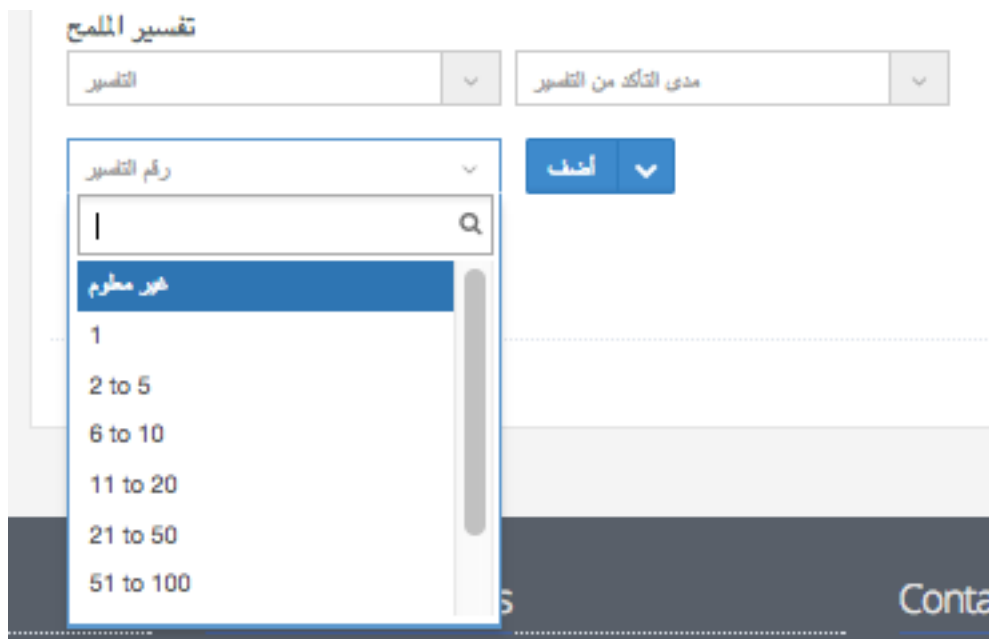 تفسير الملمح
التفسير
مدى التأكد من التفسير
رقم التفسير
أضف
غير معلوم
1
2 to 5
6 to 10
11 to 20
21 to 50
51 to 100
s
Conta